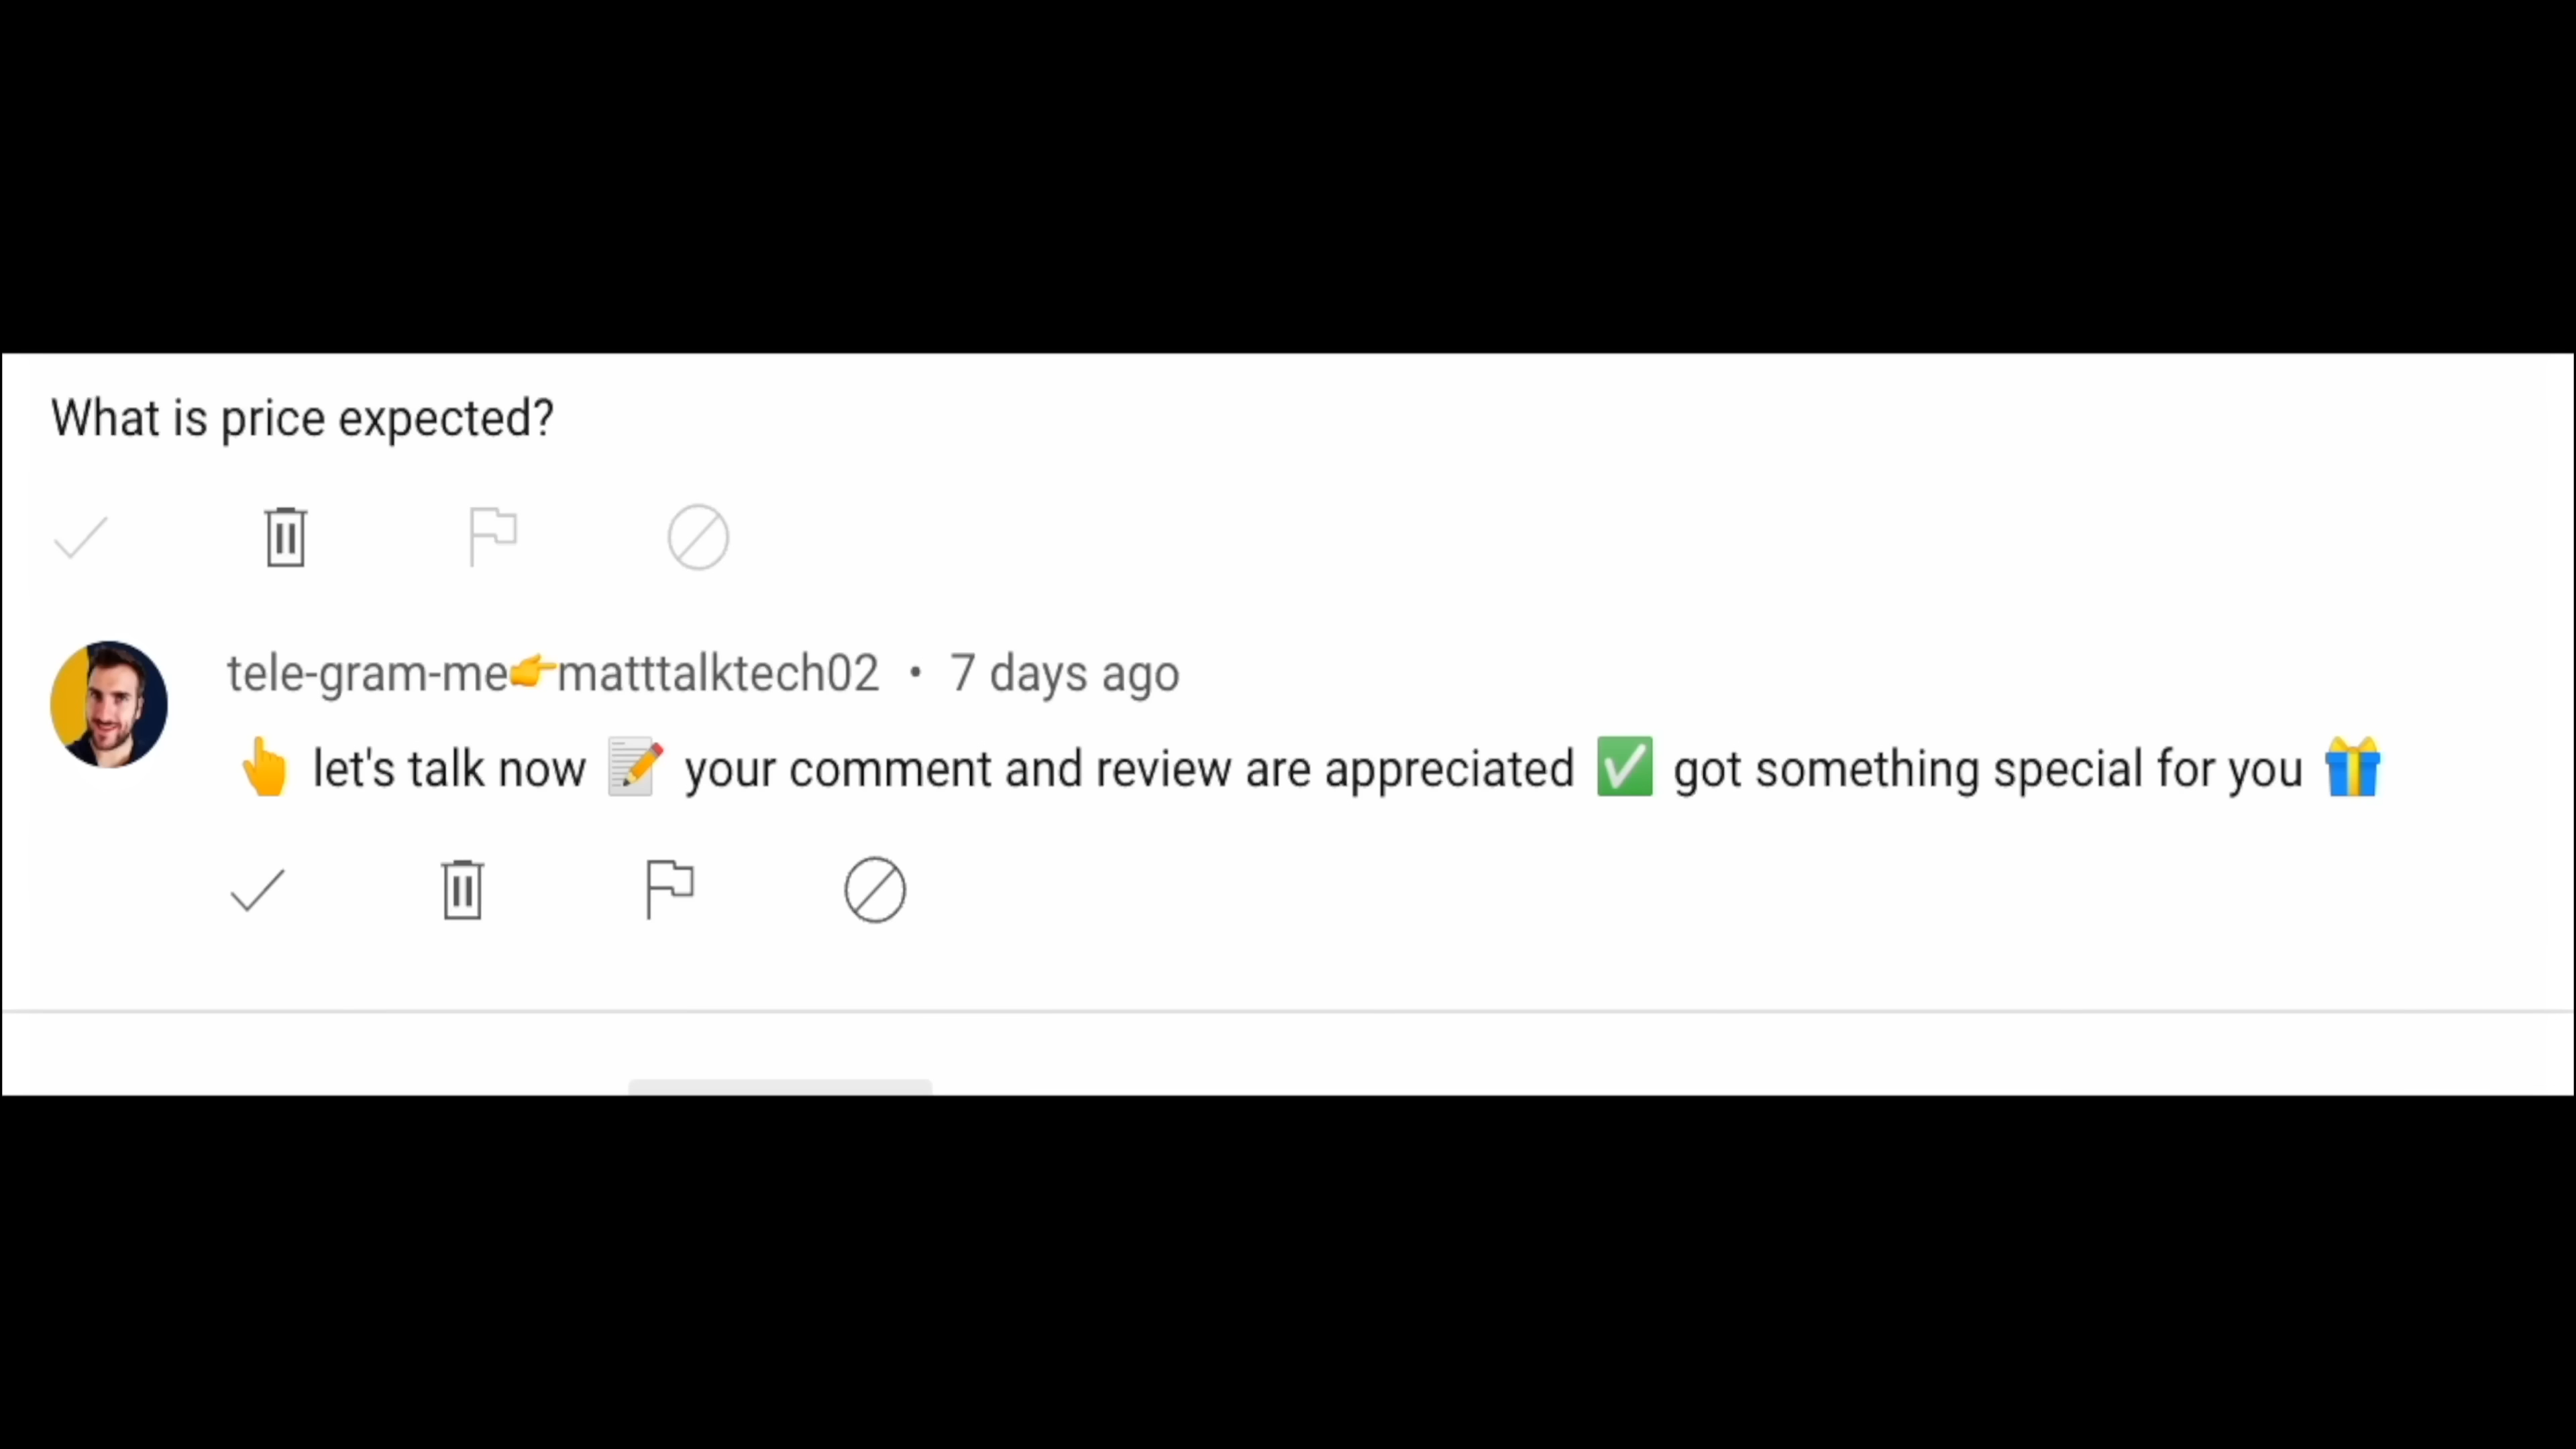 What is price expected?
tele-gram-me👉matttalktech02 • 7 days ago
👆 let's talk now 📝 your comment and review are appreciated ✅ got something special for you 🎁